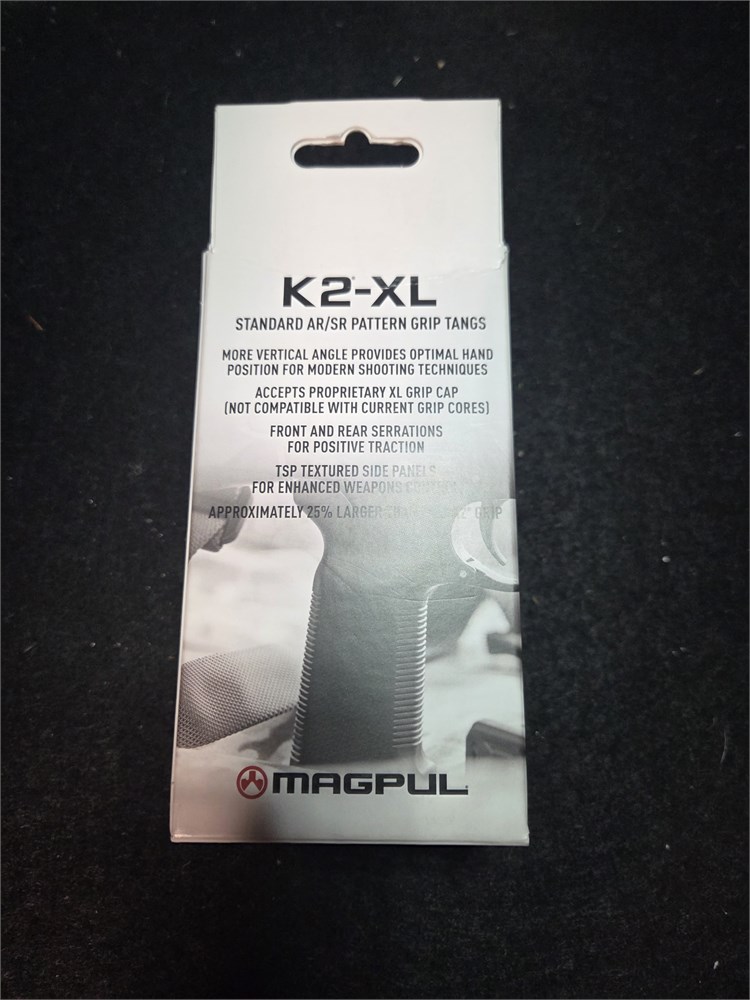 K2-XL
STANDARD AR/SR PATTERN GRIP TANGS
MORE VERTICAL ANGLE PROVIDES OPTIMAL HAND
POSITION FOR MODERN SHOOTING TECHNIQUES
ACCEPTS PROPRIETARY XL GRIP CAP
(NOT COMPATIBLE WITH CURRENT GRIP CORES)
FRONT AND REAR SERRATIONS
FOR POSITIVE TRACTION
TSP TEXTURED SIDE PANELS
FOR ENHANCED WEAPONS
APPROXIMATELY 25% LARGER GRIP
MAGPUL